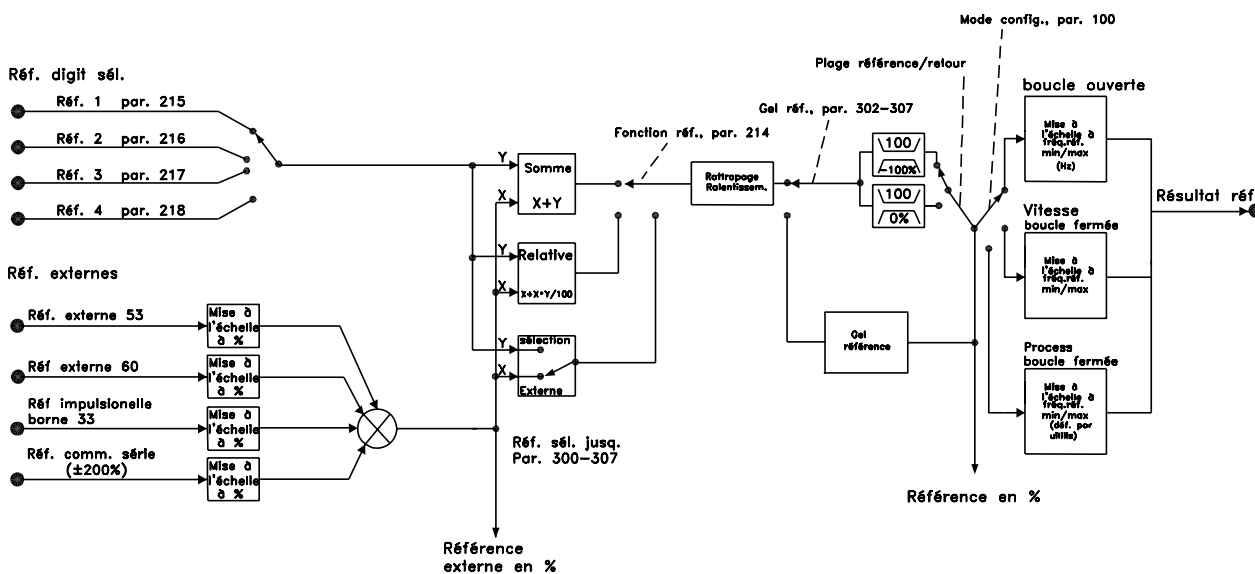 Mode config., par. 100
Plage référence/retour
Réf. digit sél.
Réf. 1 par. 215
Réf. 2 par. 216
Réf. 3 par. 217
Réf. 4 par. 218
Gel réf., par. 302-307
Fonction réf., par. 214
Y
Somme
X
X+Y
Y
Relative
X
X+X*Y/100
sélection
Y
X
Externe
Rattrapage
Ralentissem.
100
-100%
100
0%
Gel
référence
boucle ouverte
Mise à
l'échelle à
fréq.réf.
min/max
(Hz)
Résultat réf
Vitesse
boucle fermée
Mise à
l'échelle à
fréq.réf.
min/max
Process
boucle fermée
Mise à
l'échelle à
fréq.réf.
min/max
(déf. par
utilis)
Réf. externes
Réf. externe 53
Mise à
l'échelle
à %
Réf externe 60
Mise à
l'échelle
à %
Réf impulsionelle
borne 33
Mise à
l'échelle
à %
Réf. comm. série
(±200%)
Mise à
l'échelle
à %
Réf. sél. jusq.
Par. 300-307
Référence en %
Référence
externe en %